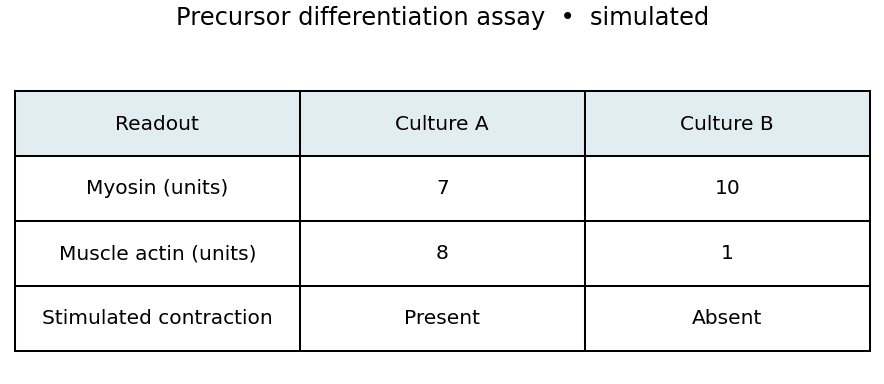 Precursor differentiation assay • simulated
Readout Culture A Culture B
Myosin (units) 7 10
Muscle actin (units) 8 1
Stimulated contraction Present Absent